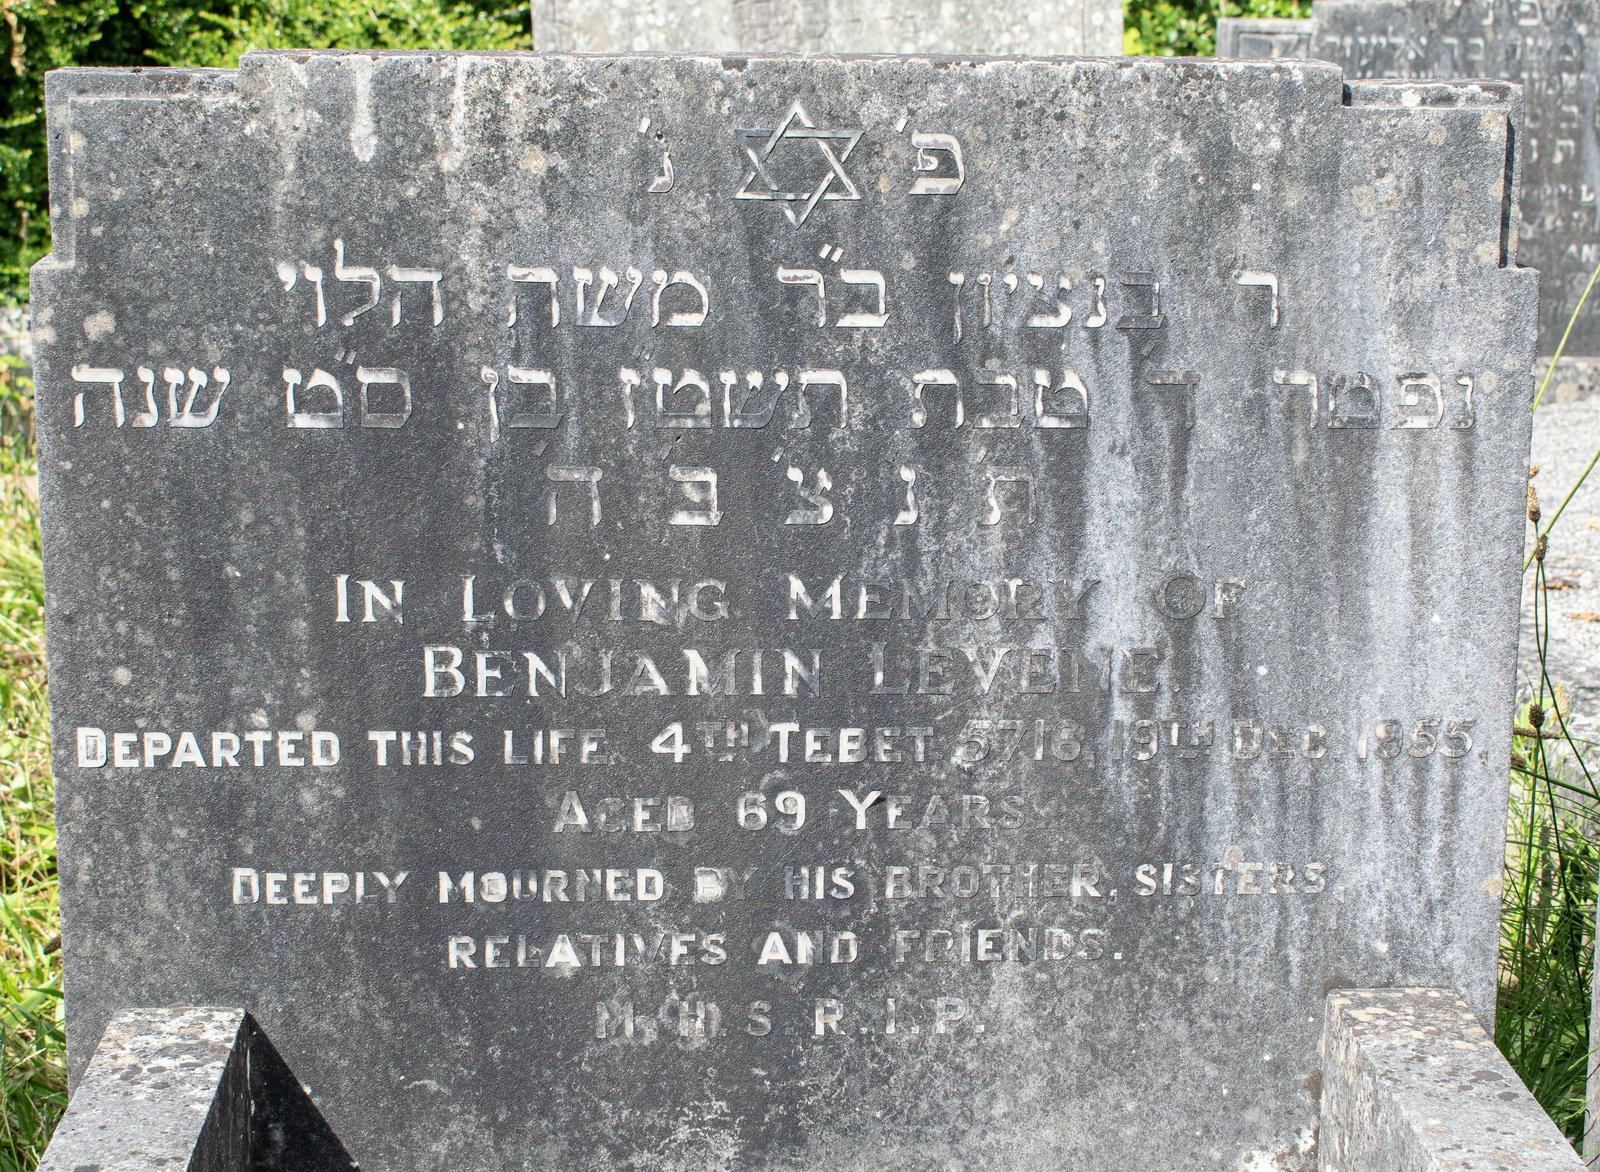 פ' נ'
ר' בנציון ב"ר משה הלוי
נפטר ד' טבת תשט"ז בן ס"ט שנה
ת' נ' צ' ב' ה'
IN LOVING MEMORY OF
BENJAMIN LEVENE.
DEPARTED THIS LIFE, 4TH TEBET 5716, 19TH DEC. 1955,
AGED 69 YEARS.
DEEPLY MOURNED BY HIS BROTHER, SISTERS,
RELATIVES AND FRIENDS.
M.H.S.R.I.P.